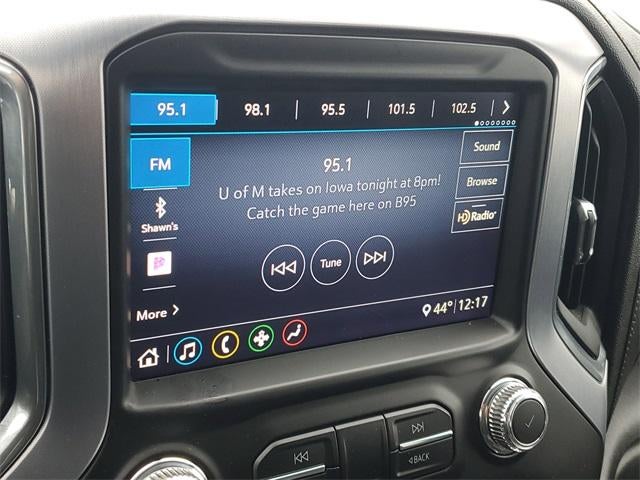 95.1 98.1 95.5 101.5 102.5
FM
95.1
Sound
U of M takes on Iowa tonight at 8pm!
Catch the game here on B95
Browse
HD Radio
Shawn's
Tune
More
44° 12:17
BACK